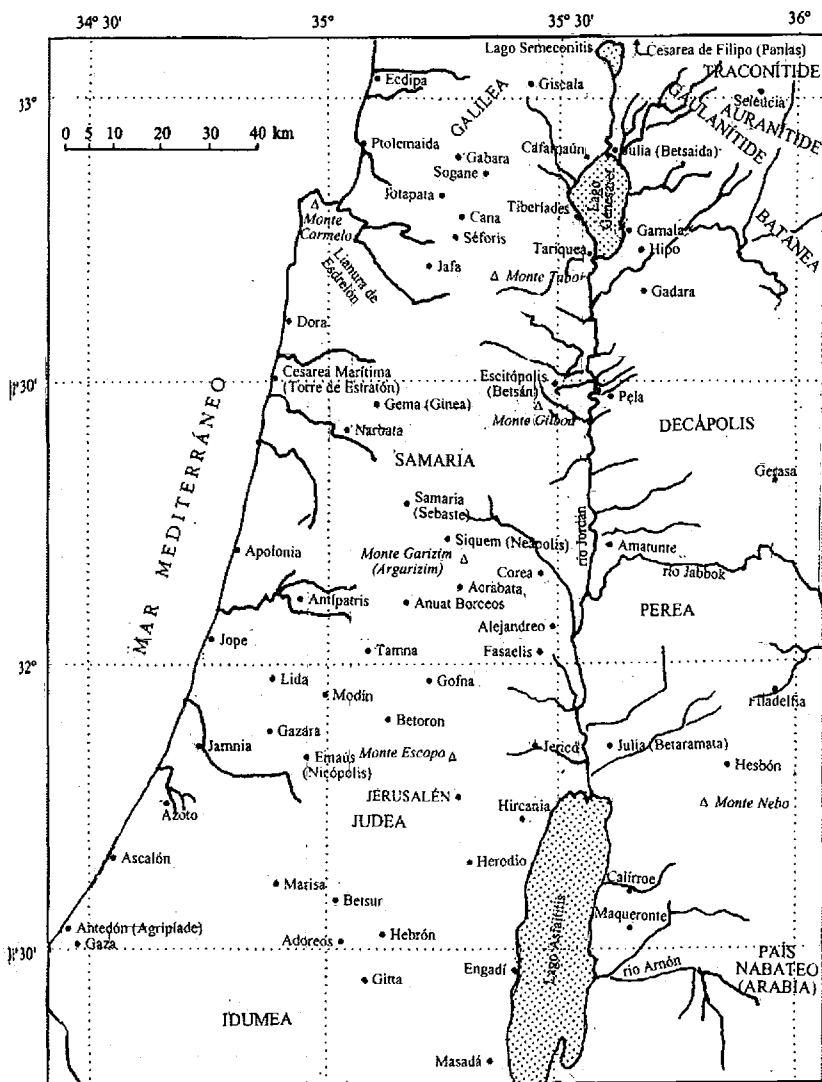 34° 30'
35°
35° 30'
36°
Lago Semeconitis
Cesarea de Filipo (Panias)
TRACONÍTIDE
Ecdipa
Giscala
Seleucia
33°
GALILEA
GAULANÍTIDE
AURANÍTIDE
0 5 10 20 30 40 km
Ptolemaida
Gabara
Cafarnaún
Julia (Betsaida)
Sogane
Jotapata
Lago
Genesaret
Tiberíades
BATANEA
Monte
Carmelo
Cana
Gamala
Séforis
Hipo
Tariquea
Llanura de
Esdrelón
Jafa
Monte Tabor
Gadara
Dora
Cesarea Marítima
(Torre de Estratón)
Escitópolis
(Betsán)
30'
Pela
Gema (Ginea)
Monte Gilboa
DECÁPOLIS
Narbata
MAR MEDITERRÁNEO
SAMARIA
Gerasa
Samaria
(Sebaste)
río Jordán
Siquem (Neápolis)
Amatunte
Apolonia
Monte Garizim
(Argarizim)
Corea
río Jabbok
Acrabata
Antípatris
Anuat Borceos
PEREA
Alejandreo
Jope
Tamna
Fasaelis
32°
Lida
Gofna
Modín
Filadelfia
Betoron
Gazara
Jamnia
Jericó
Julia (Betaramata)
Emaús
(Nicópolis)
Monte Escopo
Hesbón
JERUSALÉN
Monte Nebo
Azoto
Hircania
JUDEA
Ascalón
Herodio
Calírroe
Marisa
Lago Asfaltitis
Betsur
Maqueronte
Antedón (Agripíade)
Hebrón
Adoreos
Gaza
30'
PAÍS
NABATEO
(ARABIA)
Engadí
río Arnón
Gitta
IDUMEA
Masadá